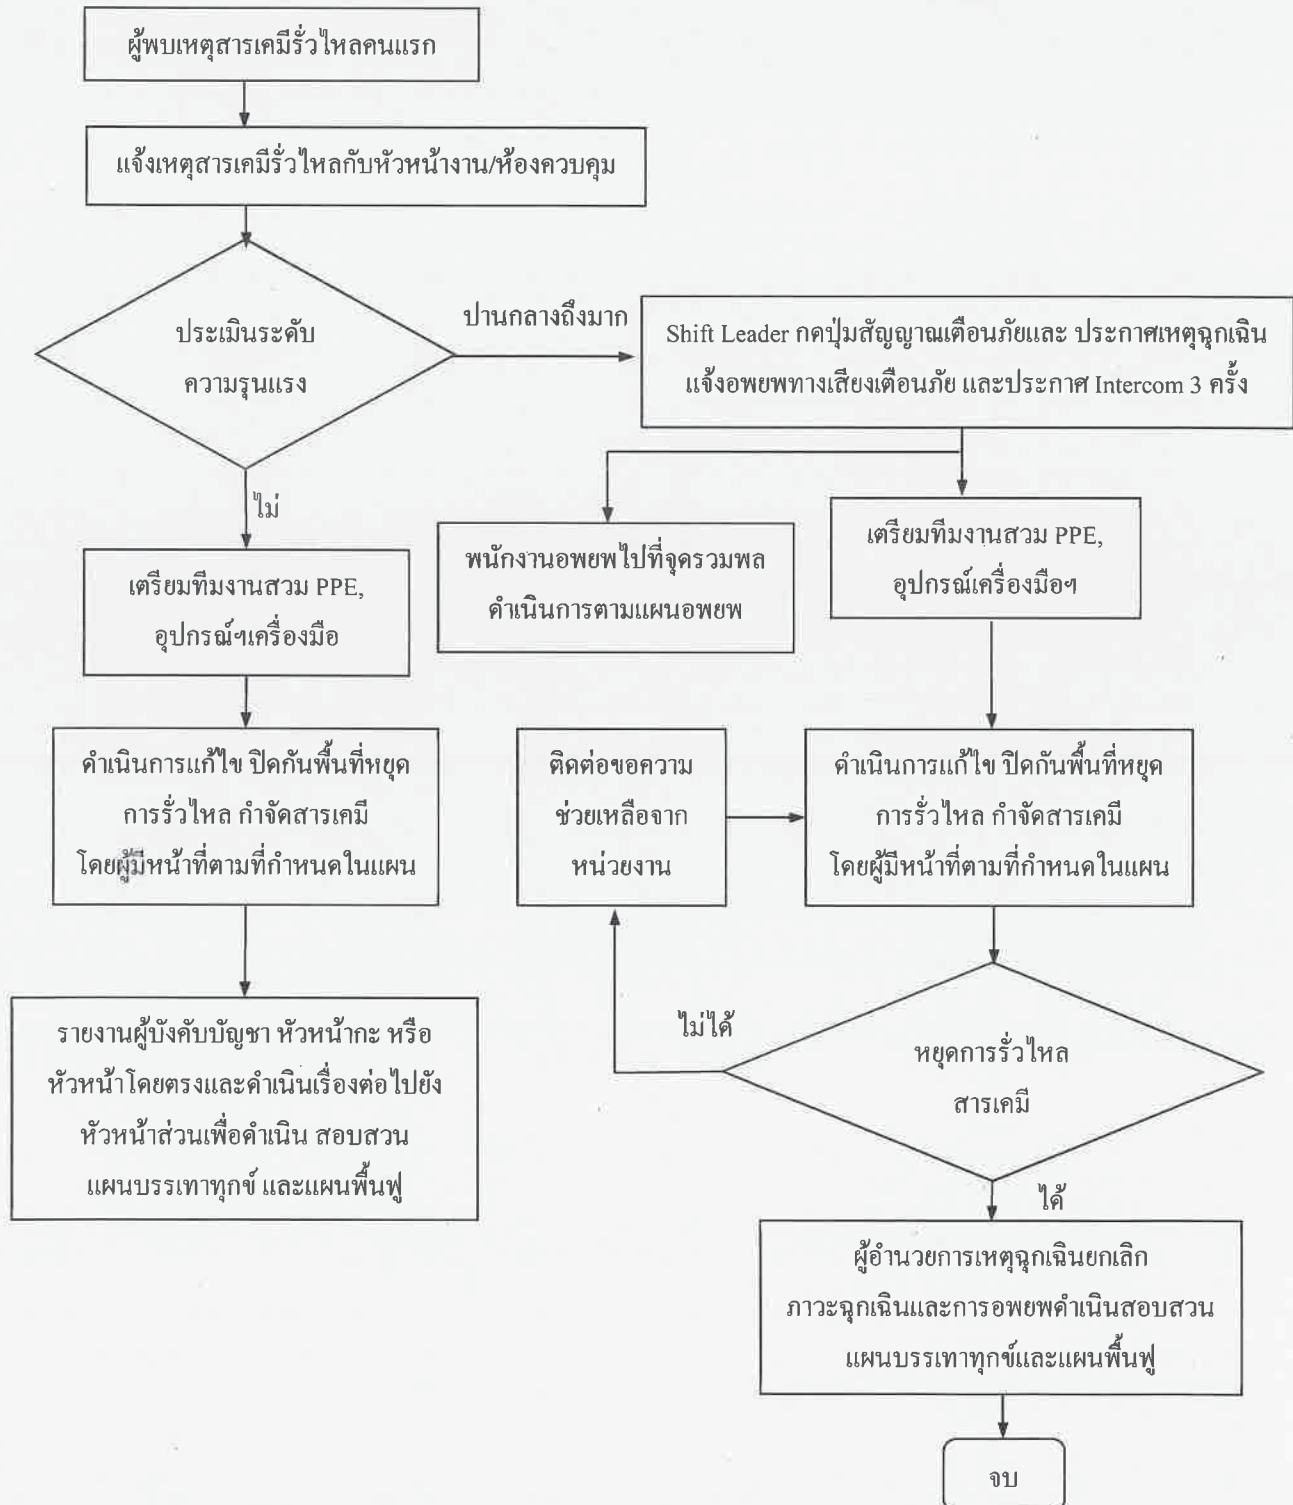 ผู้พบเหตุสารเคมีรั่วไหลคนแรก
แจ้งเหตุสารเคมีรั่วไหลกับหัวหน้างาน/ห้องควบคุม
ประเมินระดับ
ความรุนแรง
ปานกลางถึงมาก
Shift Leader กดปุ่มสัญญาณเตือนภัยและ ประกาศเหตุฉุกเฉิน
แจ้งอพยพทางเสียงเตือนภัย และประกาศ Intercom 3 ครั้ง
ไม่
เตรียมทีมงานสวม PPE,
อุปกรณ์ฯเครื่องมือ
พนักงานอพยพไปที่จุดรวมพล
ดำเนินการตามแผนอพยพ
เตรียมทีมงานสวม PPE,
อุปกรณ์เครื่องมือฯ
ดำเนินการแก้ไข ปิดกันพื้นที่หยุด
การรั่วไหล กำจัดสารเคมี
โดยผู้มีหน้าที่ตามที่กำหนดในแผน
ติดต่อขอความ
ช่วยเหลือจาก
หน่วยงาน
ดำเนินการแก้ไข ปิดกันพื้นที่หยุด
การรั่วไหล กำจัดสารเคมี
โดยผู้มีหน้าที่ตามที่กำหนดในแผน
รายงานผู้บังคับบัญชา หัวหน้ากะ หรือ
หัวหน้าโดยตรงและดำเนินเรื่องต่อไปยัง
หัวหน้าส่วนเพื่อดำเนิน สอบสวน
แผนบรรเทาทุกข์ และแผนฟื้นฟู
ไม่ได้
หยุดการรั่วไหล
สารเคมี
ได้
ผู้อำนวยการเหตุฉุกเฉินยกเลิก
ภาวะฉุกเฉินและการอพยพดำเนินสอบสวน
แผนบรรเทาทุกข์และแผนฟื้นฟู
จบ